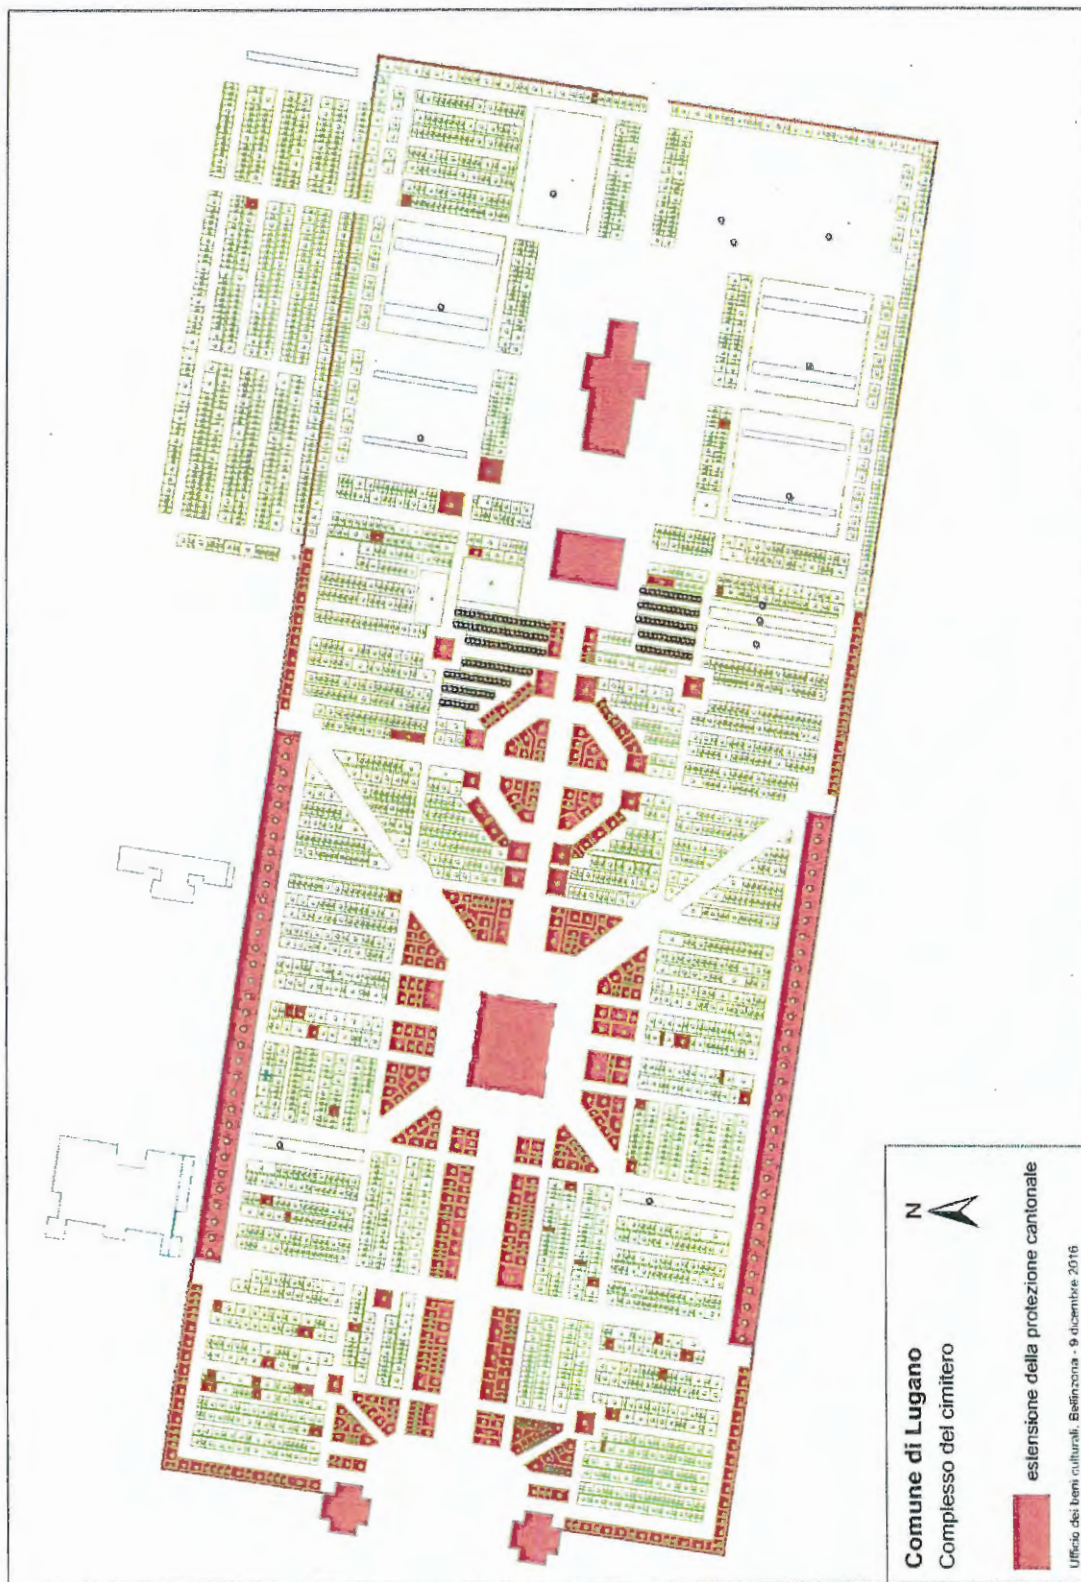 Comune di Lugano
Complesso del cimitero
N
estensione della protezione cantonale
Ufficio dei beni culturali, Bellinzona - 9 dicembre 2016